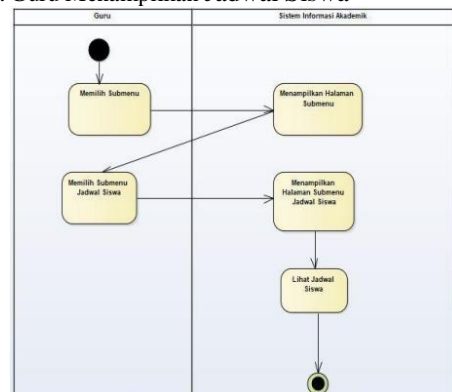 . Guru Menampilkan Jadwal Siswa
Guru
Sistem Informasi Akademik
Memilih Submenu
Menampilkan Halaman
Submenu
Memilih Submenu
Jadwal Siswa
Menampilkan
Halaman Submenu
Jadwal Siswa
Lihat Jadwal
Siswa